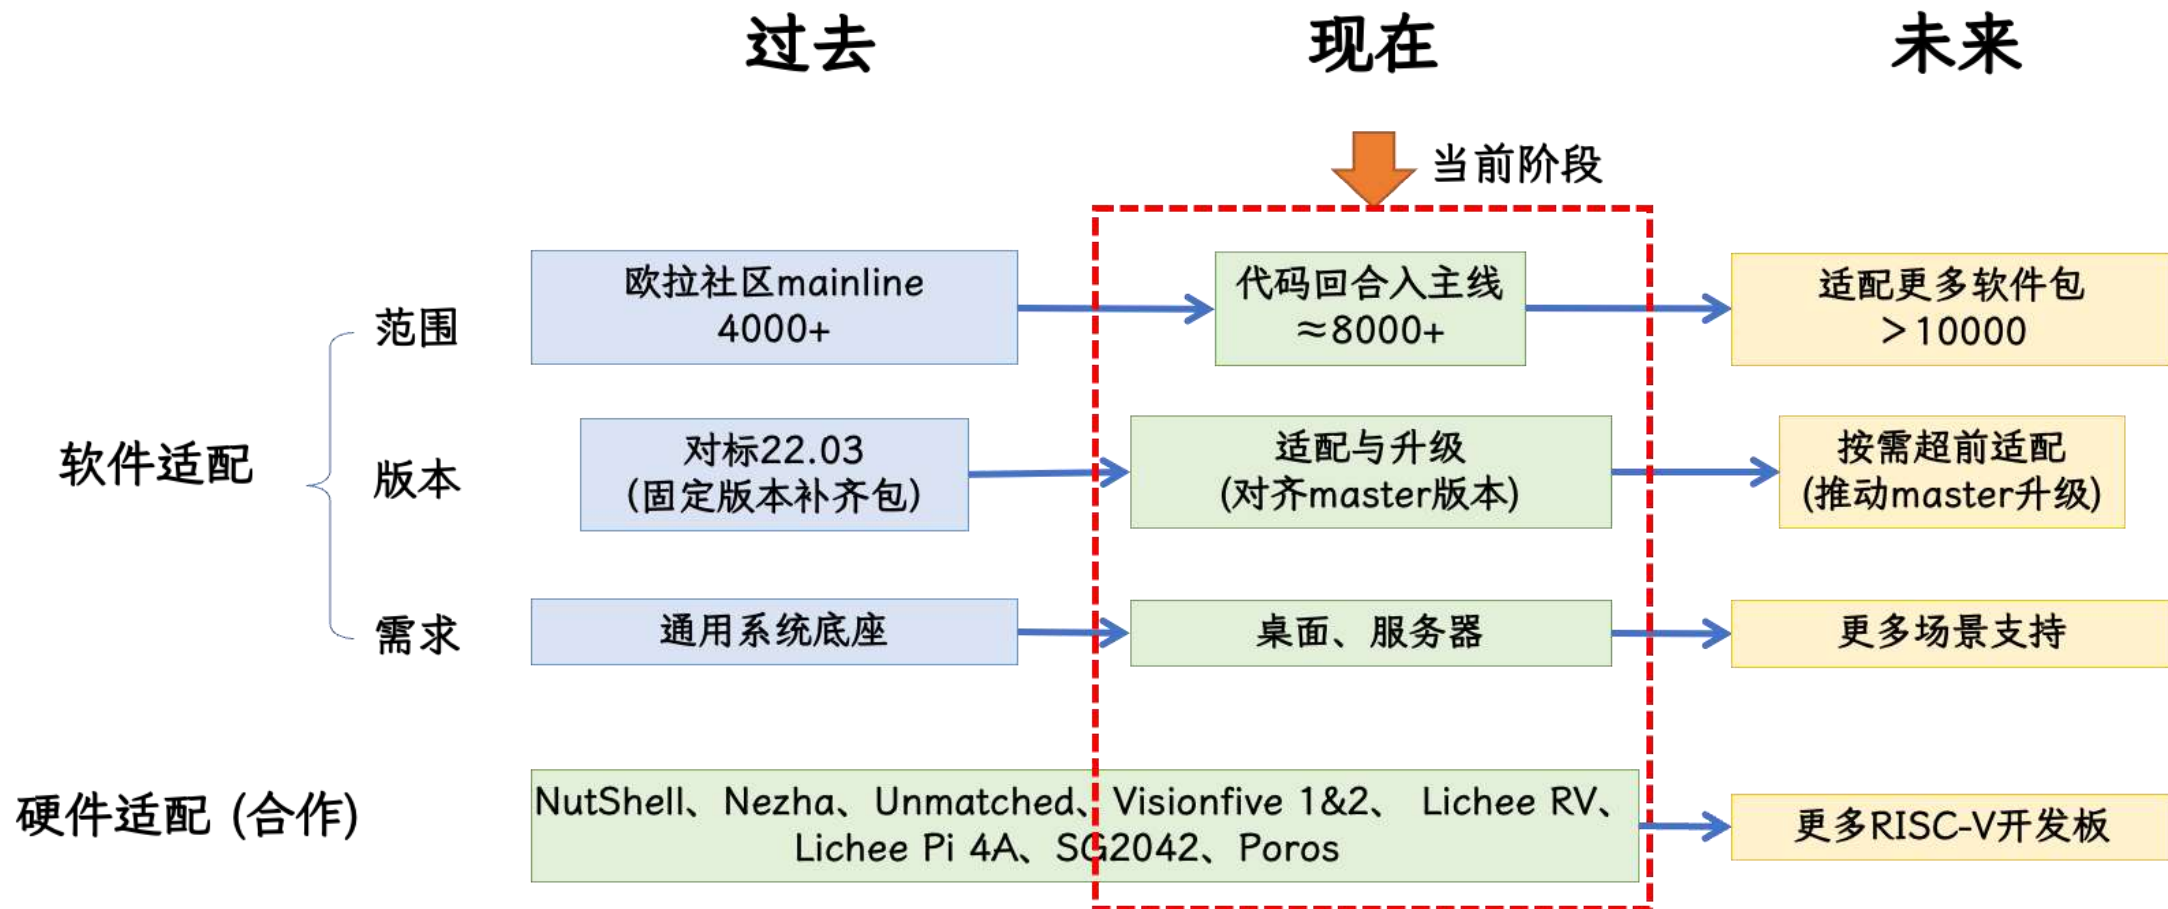 过去
现在
未来
当前阶段
软件适配
范围
欧拉社区mainline
4000+
代码回合入主线
≈8000+
适配更多软件包
＞10000
版本
对标22.03
(固定版本补齐包)
适配与升级
(对齐master版本)
按需超前适配
(推动master升级)
需求
通用系统底座
桌面、服务器
更多场景支持
硬件适配 (合作)
NutShell、Nezha、Unmatched、Visionfive 1&2、 Lichee RV、
Lichee Pi 4A、SG2042、Poros
更多RISC-V开发板